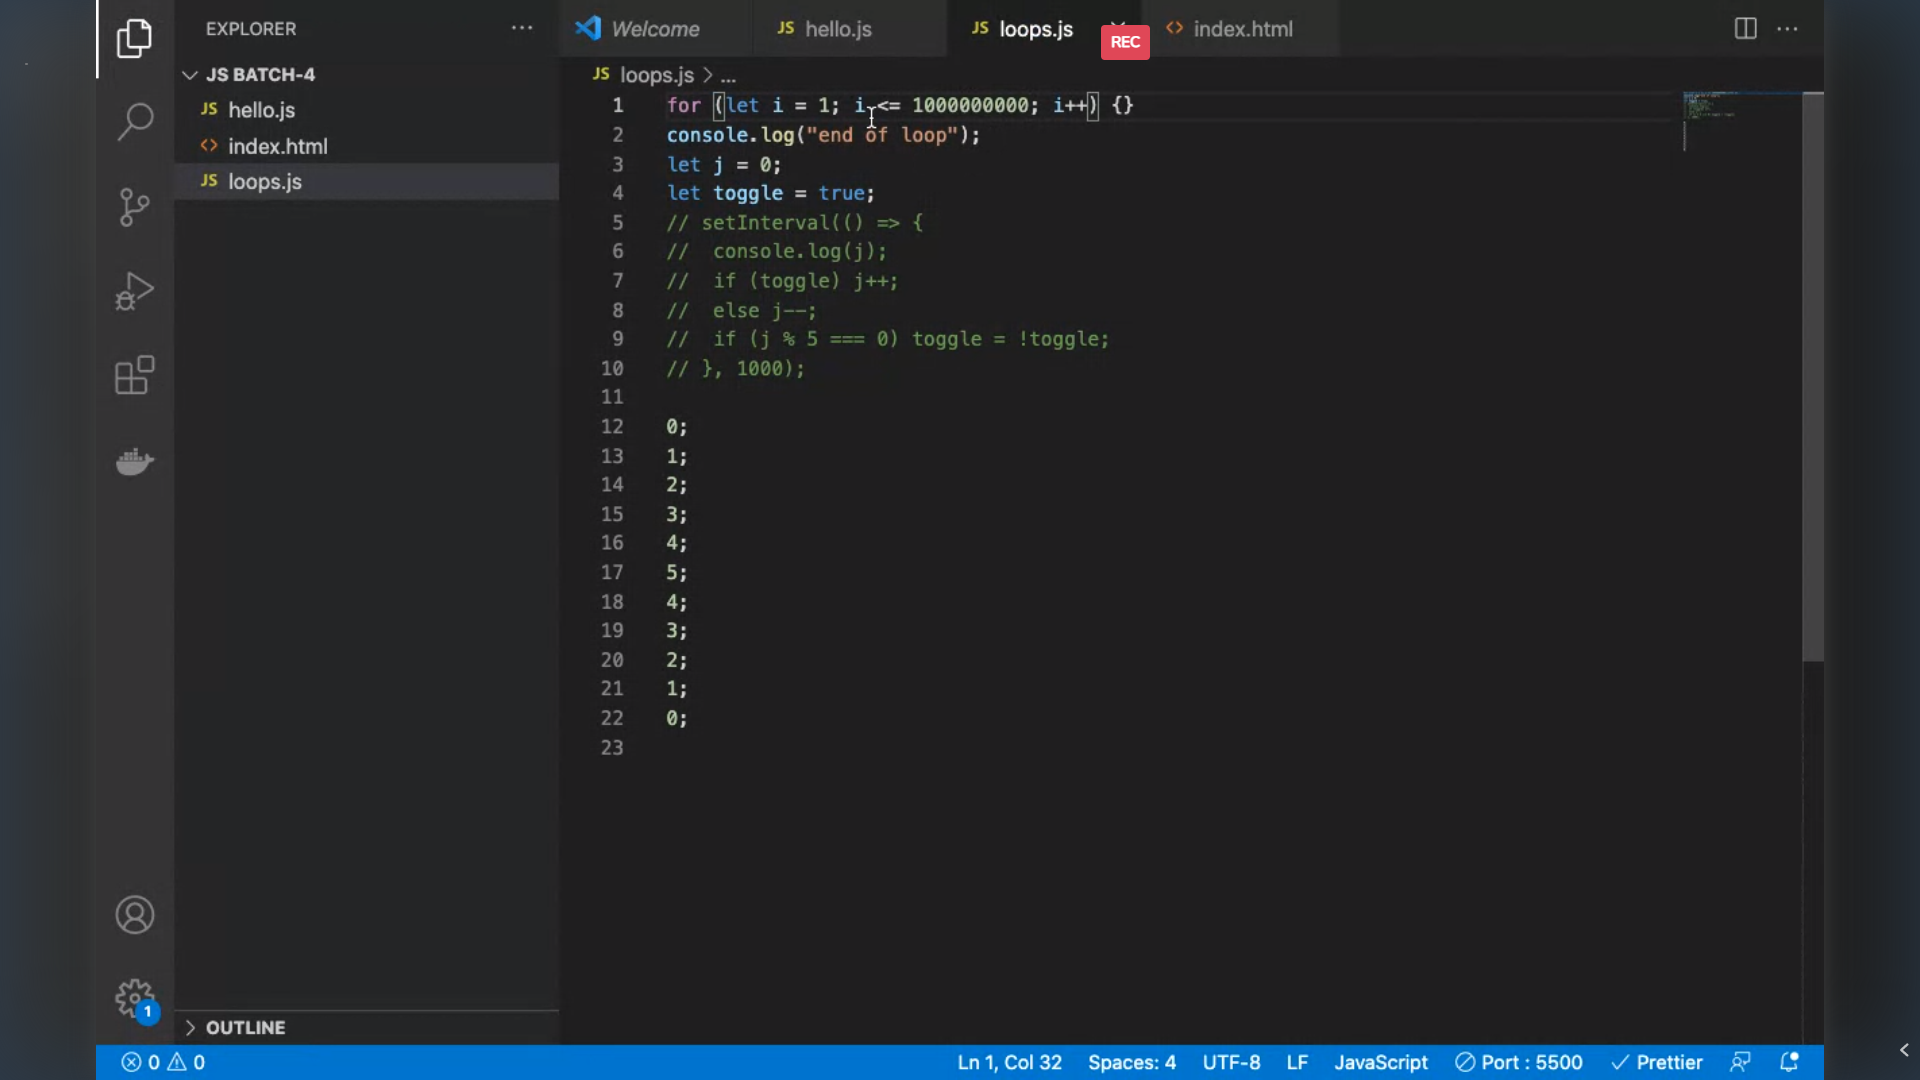 EXPLORER
JS BATCH-4
JS hello.js
<> index.html
JS loops.js
OUTLINE
1
Welcome
JS hello.js
JS loops.js
REC
<> index.html
JS loops.js > ...
1 for (let i = 1; i <= 1000000000; i++) {}
2 console.log("end of loop");
3 let j = 0;
4 let toggle = true;
5 // setInterval(() => {
6 //  console.log(j);
7 //  if (toggle) j++;
8 //  else j--;
9 //  if (j % 5 === 0) toggle = !toggle;
10 // }, 1000);
11
12 0;
13 1;
14 2;
15 3;
16 4;
17 5;
18 4;
19 3;
20 2;
21 1;
22 0;
23
0 0 Ln 1, Col 32 Spaces: 4 UTF-8 LF JavaScript Port : 5500 Prettier